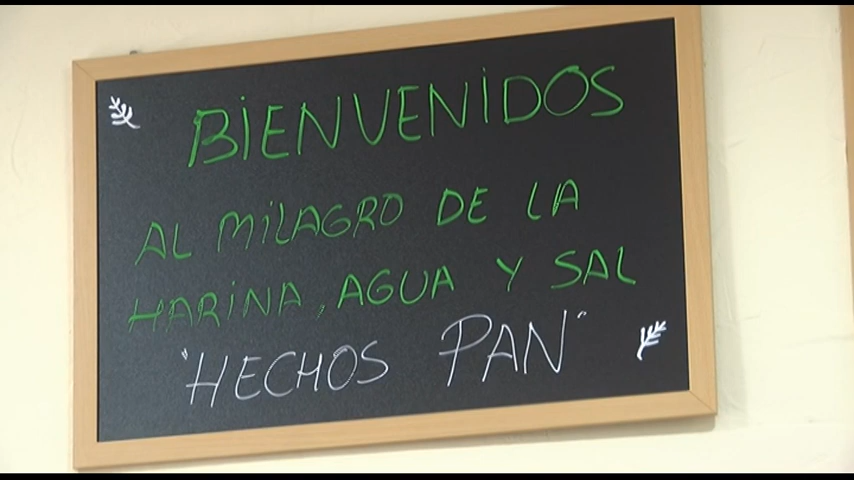 BIENVENIDOS
AL MILAGRO DE LA
HARINA, AGUA Y SAL
"HECHOS PAN"